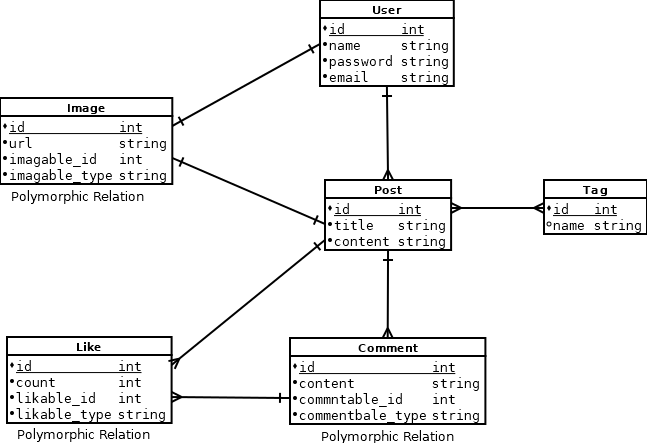 User
id int
name string
password string
email string
Image
id int
url string
imagable_id int
imagable_type string
Polymorphic Relation
Post
id int
title string
content string
Tag
id int
name string
Like
id int
count int
likable_id int
likable_type string
Polymorphic Relation
Comment
id int
content string
commntable_id int
commentbale_type string
Polymorphic Relation